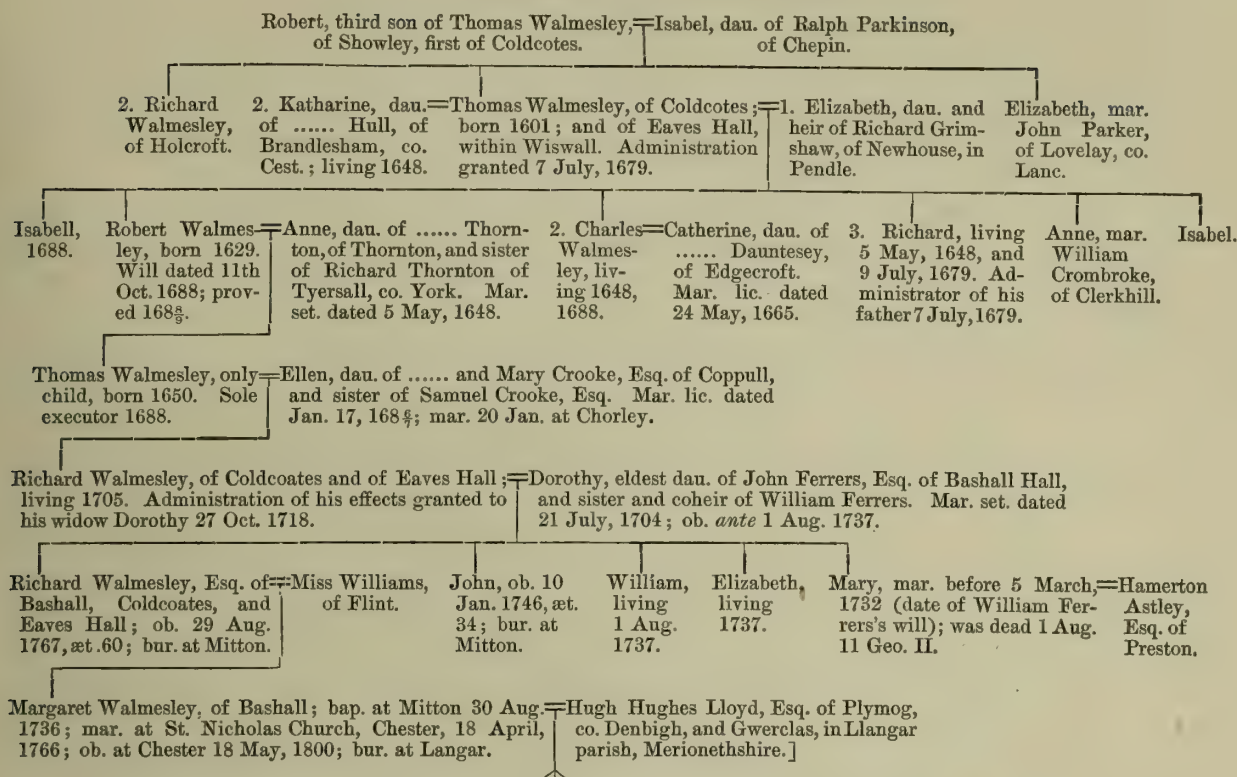 Robert, third son of Thomas Walmesley,
of Showley, first of Coldcotes.
Isabel, dau. of Ralph Parkinson,
of Chepin.
2. Richard
Walmesley,
of Holcroft.
2. Katharine, dau.
of ...... Hull, of
Brandlesham, co.
Cest.; living 1648.
Thomas Walmesley, of Coldcotes;
born 1601; and of Eaves Hall,
within Wiswall. Administration
granted 7 July, 1679.
1. Elizabeth, dau. and
heir of Richard Grim-
shaw, of Newhouse, in
Pendle.
Elizabeth, mar.
John Parker,
of Lovelay, co.
Lanc.
Isabell,
1688.
Robert Walmes-
ley, born 1629.
Will dated 11th
Oct. 1688; prov-
ed 168 8/9.
Anne, dau. of ...... Thorn-
ton, of Thornton, and sister
of Richard Thornton of
Tyersall, co. York. Mar.
set. dated 5 May, 1648.
2. Charles
Walmes-
ley, liv-
ing 1648,
1688.
Catherine, dau. of
...... Dauntesey,
of Edgecroft.
Mar. lic. dated
24 May, 1665.
3. Richard, living
5 May, 1648, and
9 July, 1679. Ad-
ministrator of his
father 7 July, 1679.
Anne, mar.
William
Crombroke,
of Clerkhill.
Isabel.
Thomas Walmesley, only
child, born 1650. Sole
executor 1688.
Ellen, dau. of ...... and Mary Crooke, Esq. of Coppull,
and sister of Samuel Crooke, Esq. Mar. lic. dated
Jan. 17, 168 6/7; mar. 20 Jan. at Chorley.
Richard Walmesley, of Coldcoates and of Eaves Hall;
living 1705. Administration of his effects granted to
his widow Dorothy 27 Oct. 1718.
Dorothy, eldest dau. of John Ferrers, Esq. of Bashall Hall,
and sister and coheir of William Ferrers. Mar. set. dated
21 July, 1704; ob. ante 1 Aug. 1737.
Richard Walmesley, Esq. of
Bashall, Coldcoates, and
Eaves Hall; ob. 29 Aug.
1767, æt. 60; bur. at Mitton.
Miss Williams,
of Flint.
John, ob. 10
Jan. 1746, æt.
34; bur. at
Mitton.
William,
living
1 Aug.
1737.
Elizabeth,
living
1737.
Mary, mar. before 5 March,
1732 (date of William Fer-
rers's will); was dead 1 Aug.
11 Geo. II.
Hamerton
Astley,
Esq. of
Preston.
Margaret Walmesley, of Bashall; bap. at Mitton 30 Aug.
1736; mar. at St. Nicholas Church, Chester, 18 April,
1766; ob. at Chester 18 May, 1800; bur. at Langar.
Hugh Hughes Lloyd, Esq. of Plymog,
co. Denbigh, and Gwerclas, in Llangar
parish, Merionethshire.]